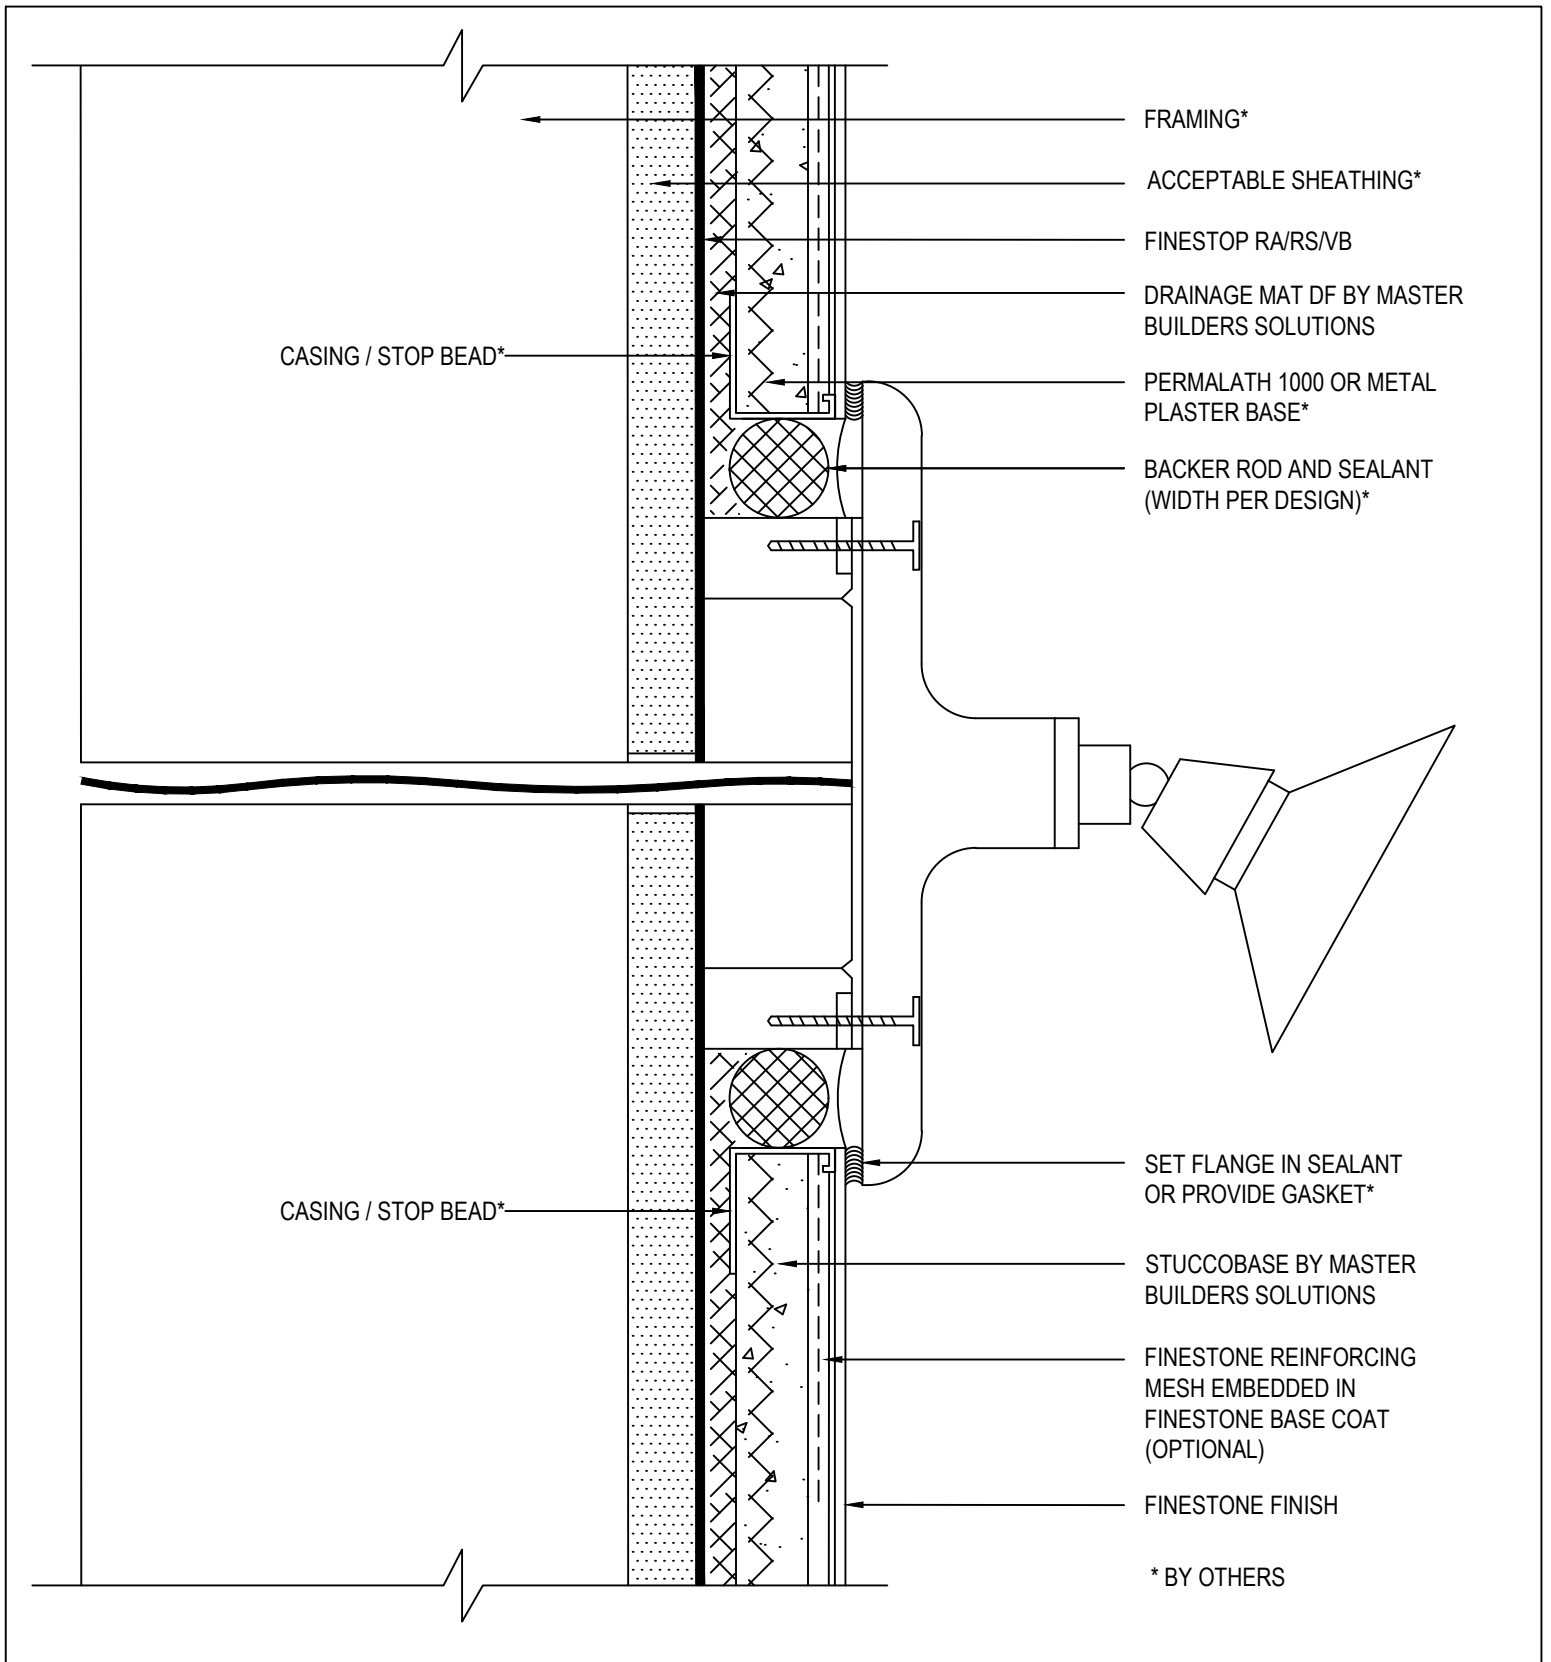 FRAMING*
ACCEPTABLE SHEATHING*
FINESTOP RA/RS/VB
DRAINAGE MAT DF BY MASTER
BUILDERS SOLUTIONS
CASING / STOP BEAD*
PERMALATH 1000 OR METAL
PLASTER BASE*
BACKER ROD AND SEALANT
(WIDTH PER DESIGN)*
SET FLANGE IN SEALANT
OR PROVIDE GASKET*
CASING / STOP BEAD*
STUCCOBASE BY MASTER
BUILDERS SOLUTIONS
FINESTONE REINFORCING
MESH EMBEDDED IN
FINESTONE BASE COAT
(OPTIONAL)
FINESTONE FINISH
* BY OTHERS